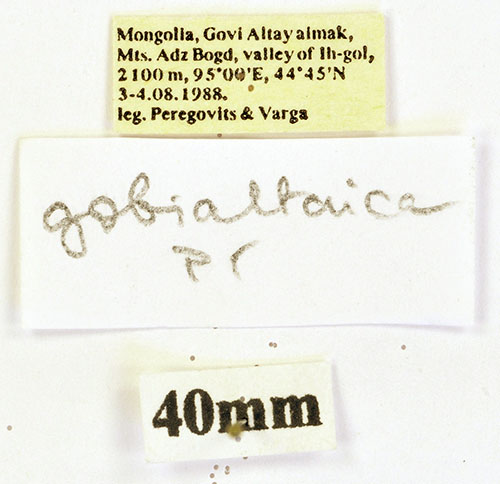 Mongolia, Govi Altay aimak,
Mts. Adz Bogd, valley of Ih-gol,
2100 m, 95°00'E, 44°45'N
3-4.08.1988.
leg. Peregovits & Varga
gobialtaica
40mm